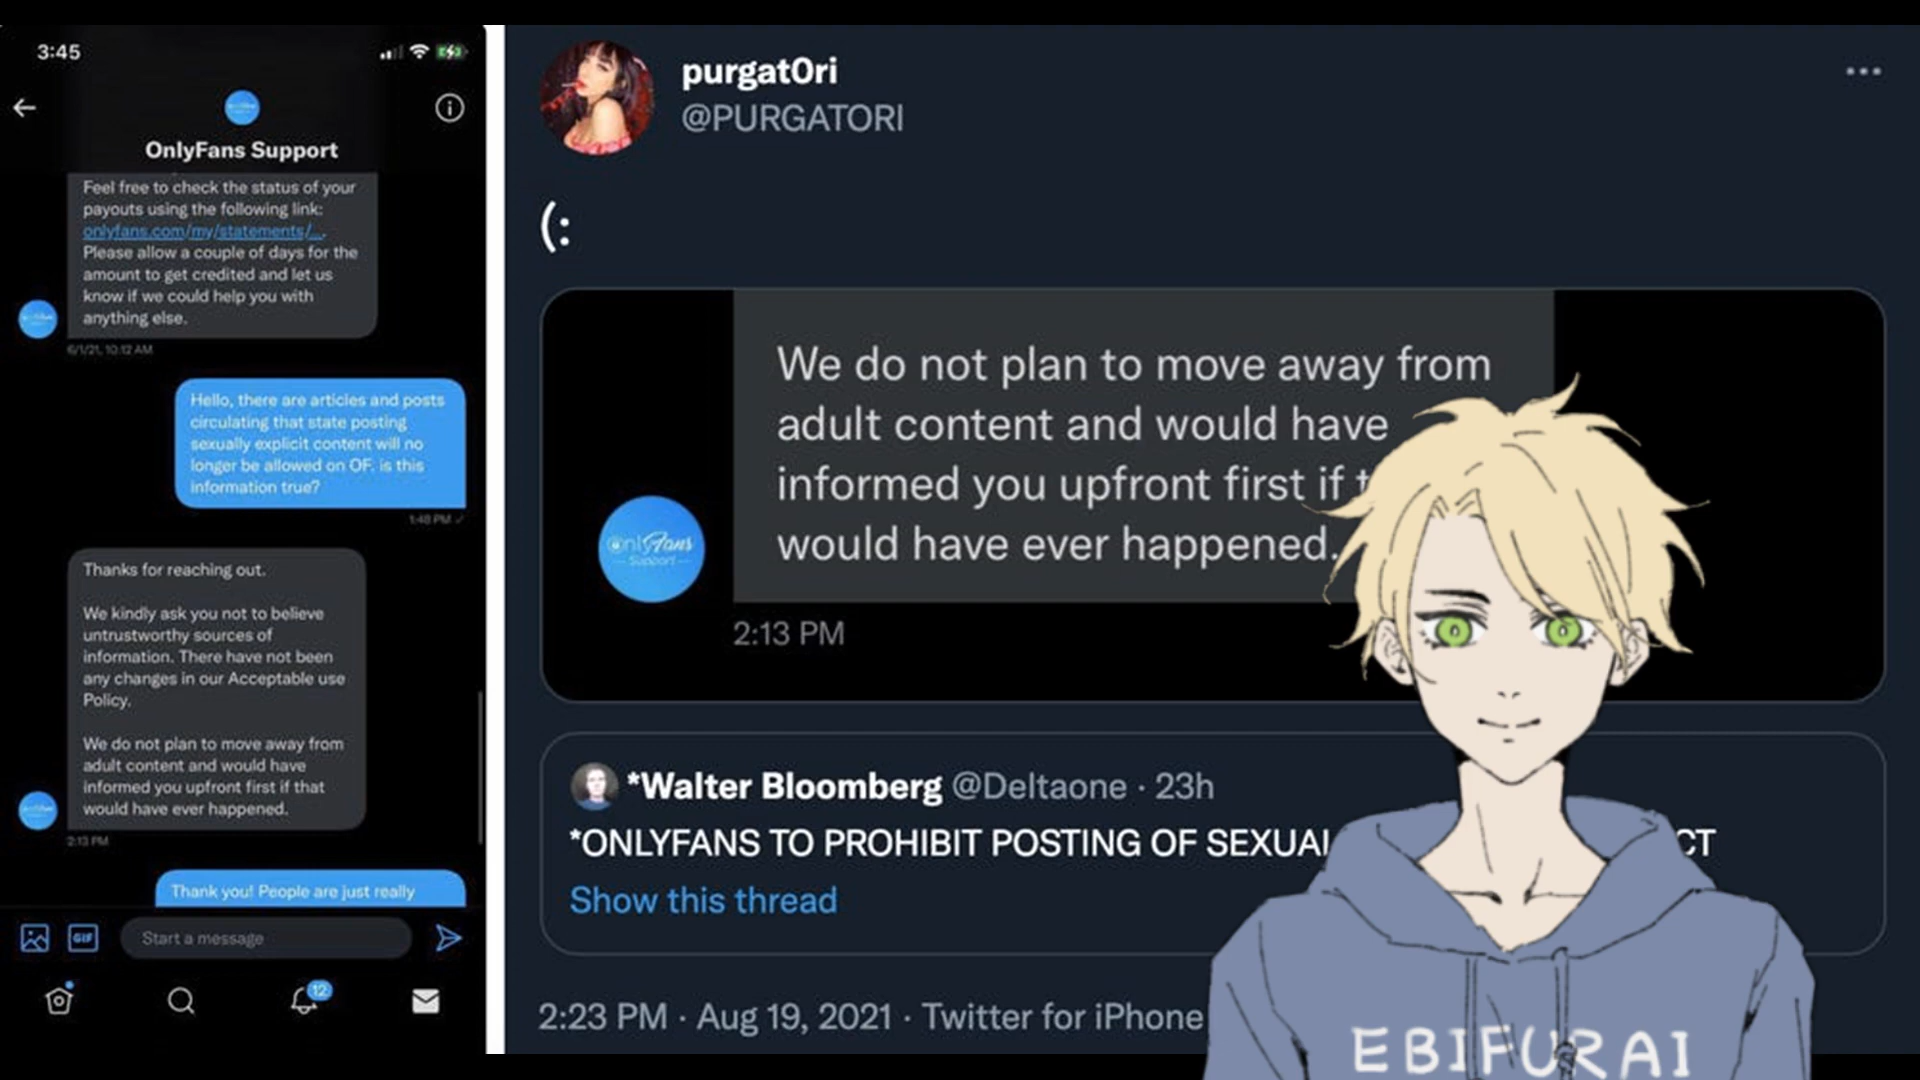 3:45
OnlyFans Support
Feel free to check the status of your
payouts using the following link:
onlyfans.com/my/statements/....
Please allow a couple of days for the
amount to get credited and let us
know if we could help you with
anything else.
6/1/21, 10:12 AM
Hello, there are articles and posts
circulating that state posting
sexually explicit content will no
longer be allowed on OF. is this
information true?
1:48 PM ✓
Thanks for reaching out.
We kindly ask you not to believe
untrustworthy sources of
information. There have not been
any changes in our Acceptable use
Policy.
We do not plan to move away from
adult content and would have
informed you upfront first if that
would have ever happened.
2:13 PM
Thank you! People are just really
GIF
Start a message
12
purgat0ri
@PURGATORI
(:
We do not plan to move away from
adult content and would have
informed you upfront first if t
would have ever happened.
OnlyFans
Support
2:13 PM
*Walter Bloomberg @Deltaone · 23h
*ONLYFANS TO PROHIBIT POSTING OF SEXUAL CT
Show this thread
2:23 PM · Aug 19, 2021 · Twitter for iPhone
EBIFURAI